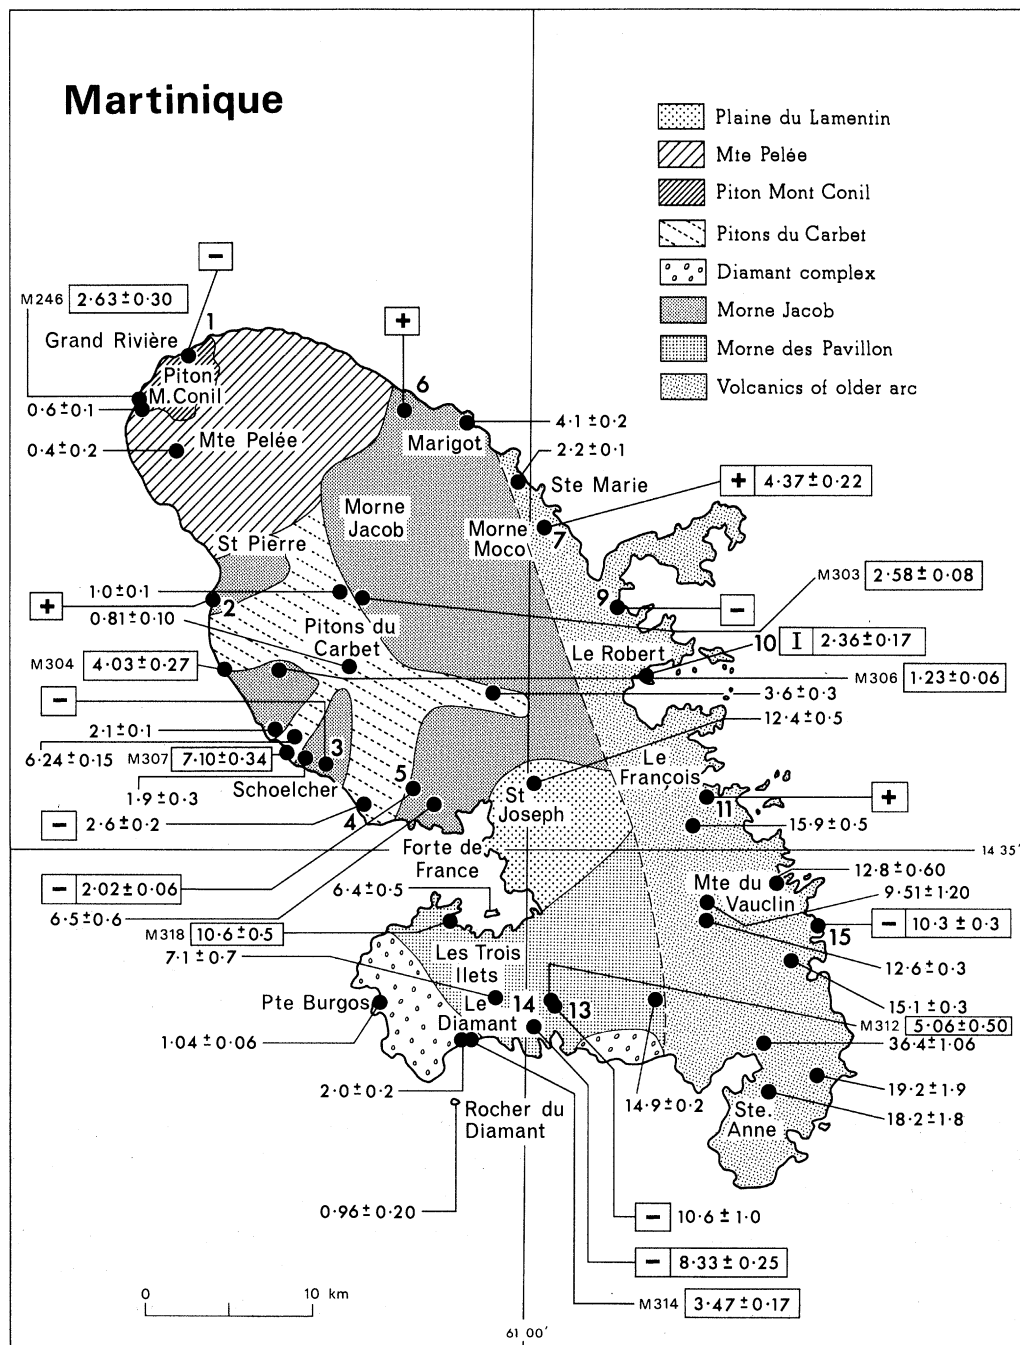 Martinique
Plaine du Lamentin
Mte Pelée
Piton Mont Conil
Pitons du Carbet
Diamant complex
Morne Jacob
Morne des Pavillon
Volcanics of older arc
−
M246 2·63±0·30
+
1
Grand Rivière
Piton
M. Conil
6
0·6±0·1
4·1±0·2
Marigot
0·4±0·2
Mte Pelée
2·2±0·1
Ste Marie
+ 4·37±0·22
Morne
Jacob
Morne
Moco
7
St Pierre
M303 2·58±0·08
1·0±0·1
+
2
9
−
0·81±0·10
Pitons du
Carbet
10 I 2·36±0·17
Le Robert
M304 4·03±0·27
M306 1·23±0·06
−
3·6±0·3
12·4±0·5
2·1±0·1
6·24±0·15
M307 7·10±0·34
3
Le
François
1·9±0·3
Schoelcher
5
St
Joseph
11
+
− 2·6±0·2
4
15·9±0·5
Forte de
France
14 35'
12·8±0·60
− 2·02±0·06
6·4±0·5
Mte du
Vauclin
9·51±1·20
6·5±0·6
− 10·3±0·3
15
M318 10·6±0·5
7·1±0·7
Les Trois
Ilets
12·6±0·3
15·1±0·3
Pte Burgos
Le
Diamant
14
13
M312 5·06±0·50
1·04±0·06
36·4±1·06
2·0±0·2
14·9±0·2
19·2±1·9
18·2±1·8
Rocher du
Diamant
Ste.
Anne
0·96±0·20
− 10·6±1·0
− 8·33±0·25
M314 3·47±0·17
0 10 km
61 00'